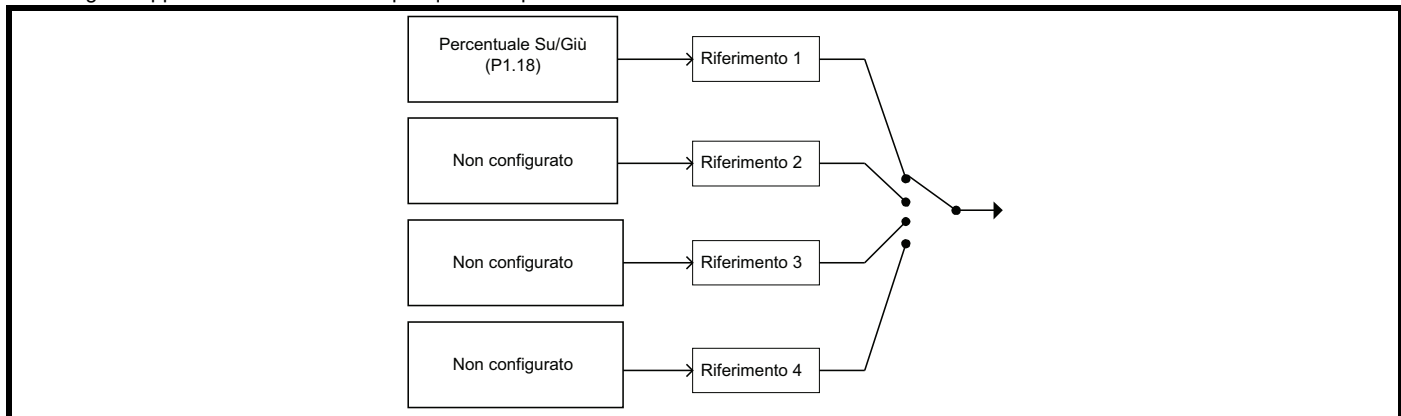 Percentuale Su/Giù
(P1.18)
Riferimento 1
Non configurato
Riferimento 2
Non configurato
Riferimento 3
Non configurato
Riferimento 4